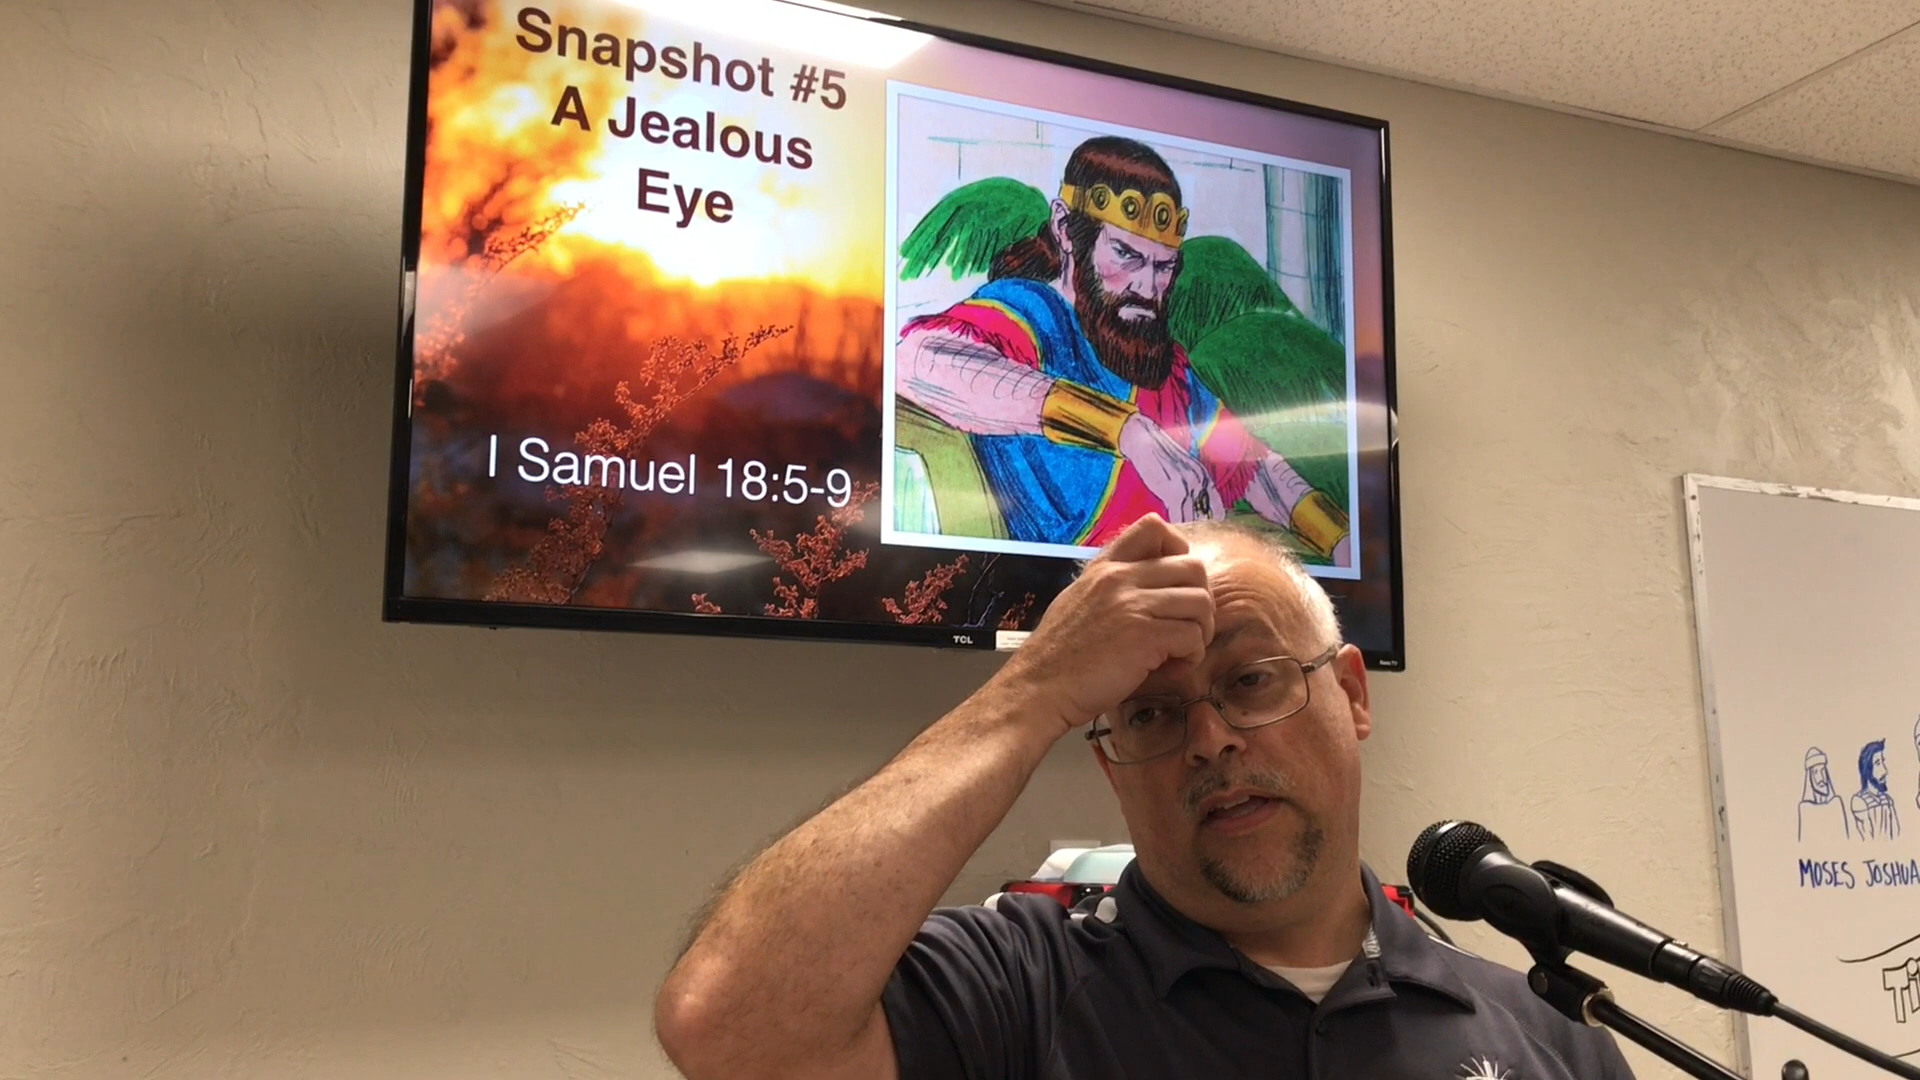 Snapshot #5
A Jealous
Eye
I Samuel 18:5-9
TCL
MOSES JOSHUA